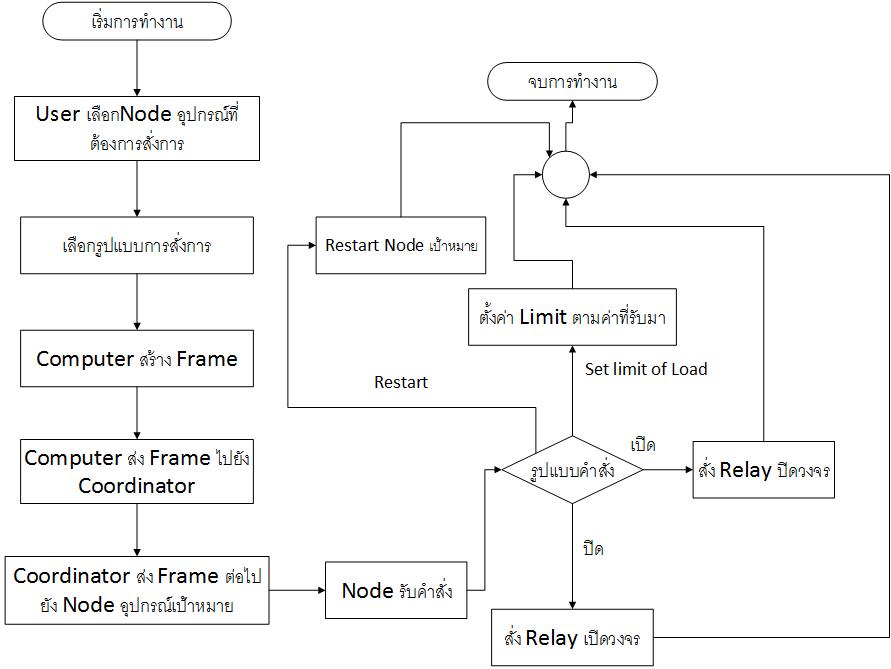 เริ่มการทำงาน
User เลือกNode อุปกรณ์ที่
ต้องการสั่งการ
เลือกรูปแบบการสั่งการ
Computer สร้าง Frame
Computer ส่ง Frame ไปยัง
Coordinator
Coordinator ส่ง Frame ต่อไป
ยัง Node อุปกรณ์เป้าหมาย
Node รับคำสั่ง
รูปแบบคำสั่ง
Restart
Restart Node เป้าหมาย
Set limit of Load
ตั้งค่า Limit ตามค่าที่รับมา
เปิด
สั่ง Relay ปิดวงจร
ปิด
สั่ง Relay เปิดวงจร
จบการทำงาน